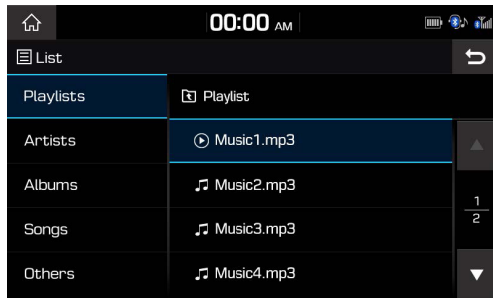 00:00 AM
List
Playlists
Playlist
Artists
Music1.mp3
Albums
Music2.mp3
1
2
Songs
Music3.mp3
Others
Music4.mp3